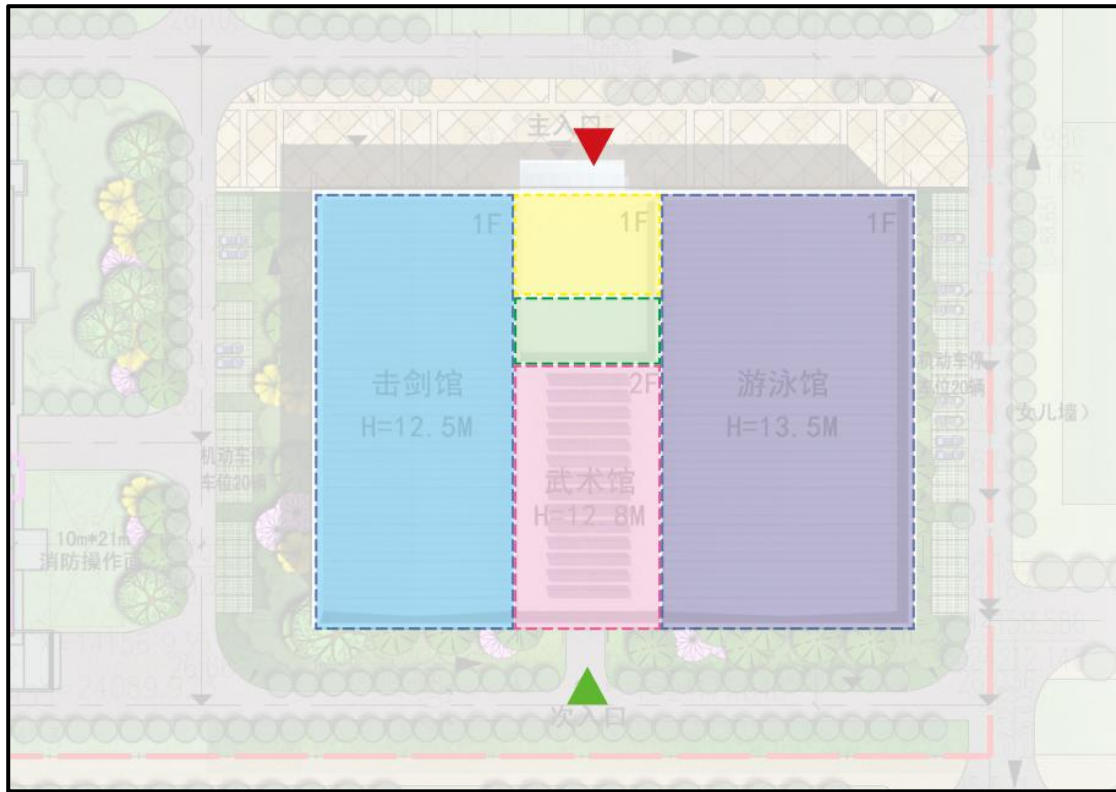 主入口
1F
1F
1F
击剑馆
H=12.5M
2F
游泳馆
H=13.5M
武术馆
H=12.8M
机动车停
车位20辆
机动车停
车位20辆
(女儿墙)
10m*21m
消防操作面
次入口